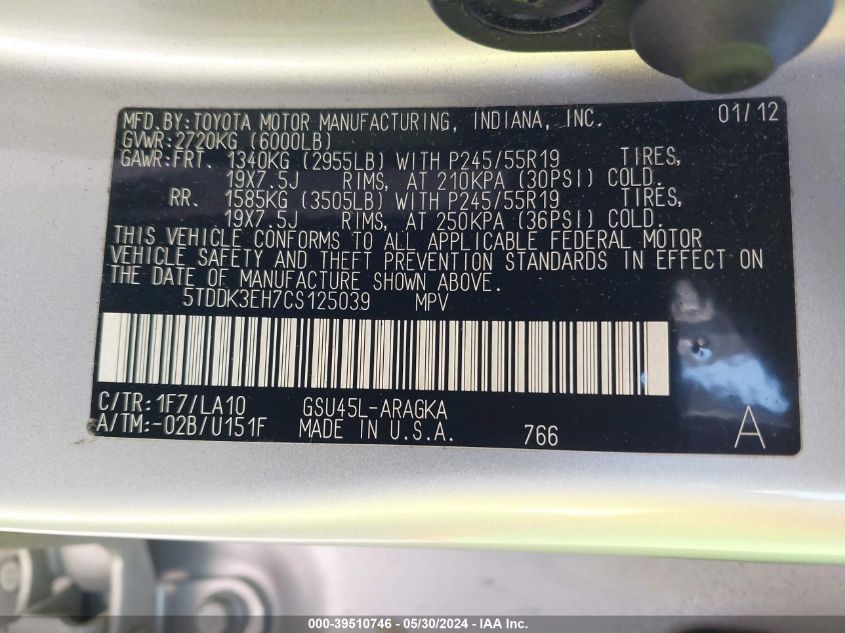 MFD.BY:TOYOTA MOTOR MANUFACTURING, INDIANA, INC. 01/12
GVWR:2720KG (6000LB)
GAWR:FRT. 1340KG (2955LB) WITH P245/55R19 TIRES,
19X7.5J RIMS, AT 210KPA (30PSI) COLD.
RR. 1585KG (3505LB) WITH P245/55R19 TIRES,
19X7.5J RIMS, AT 250KPA (36PSI) COLD.
THIS VEHICLE CONFORMS TO ALL APPLICABLE FEDERAL MOTOR
VEHICLE SAFETY AND THEFT PREVENTION STANDARDS IN EFFECT ON
THE DATE OF MANUFACTURE SHOWN ABOVE.
5TDDK3EH7CS125039 MPV
C/TR:1F7/LA10 GSU45L-ARAGKA
A/TM:-02B/U151F MADE IN U.S.A. 766 A
000-39510746 - 05/30/2024 - IAA Inc.